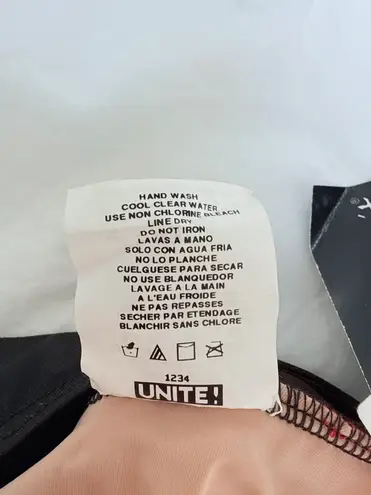 HAND WASH
COOL CLEAR WATER
USE NON CHLORINE BLEACH
LINE DRY
DO NOT IRON
LAVAS A MANO
SOLO CON AGUA FRIA
NO LO PLANCHE
CUELGUESE PARA SECAR
NO USE BLANQUEDOR
LAVAGE A LA MAIN
A L'EAU FROIDE
NE PAS REPASSES
SECHER PAR ETENDAGE
BLANCHIR SANS CHLORE
1234
UNITE!